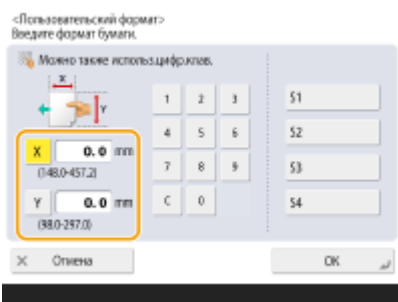 <Пользовательский формат>
Введите формат бумаги.
Можно также использ.цифр.клав.
X
Y
1 2 3
4 5 6
7 8 9
C 0
X 0.0 mm
(148.0-457.2)
Y 0.0 mm
(98.0-297.0)
S1
S2
S3
S4
× Отмена
OK